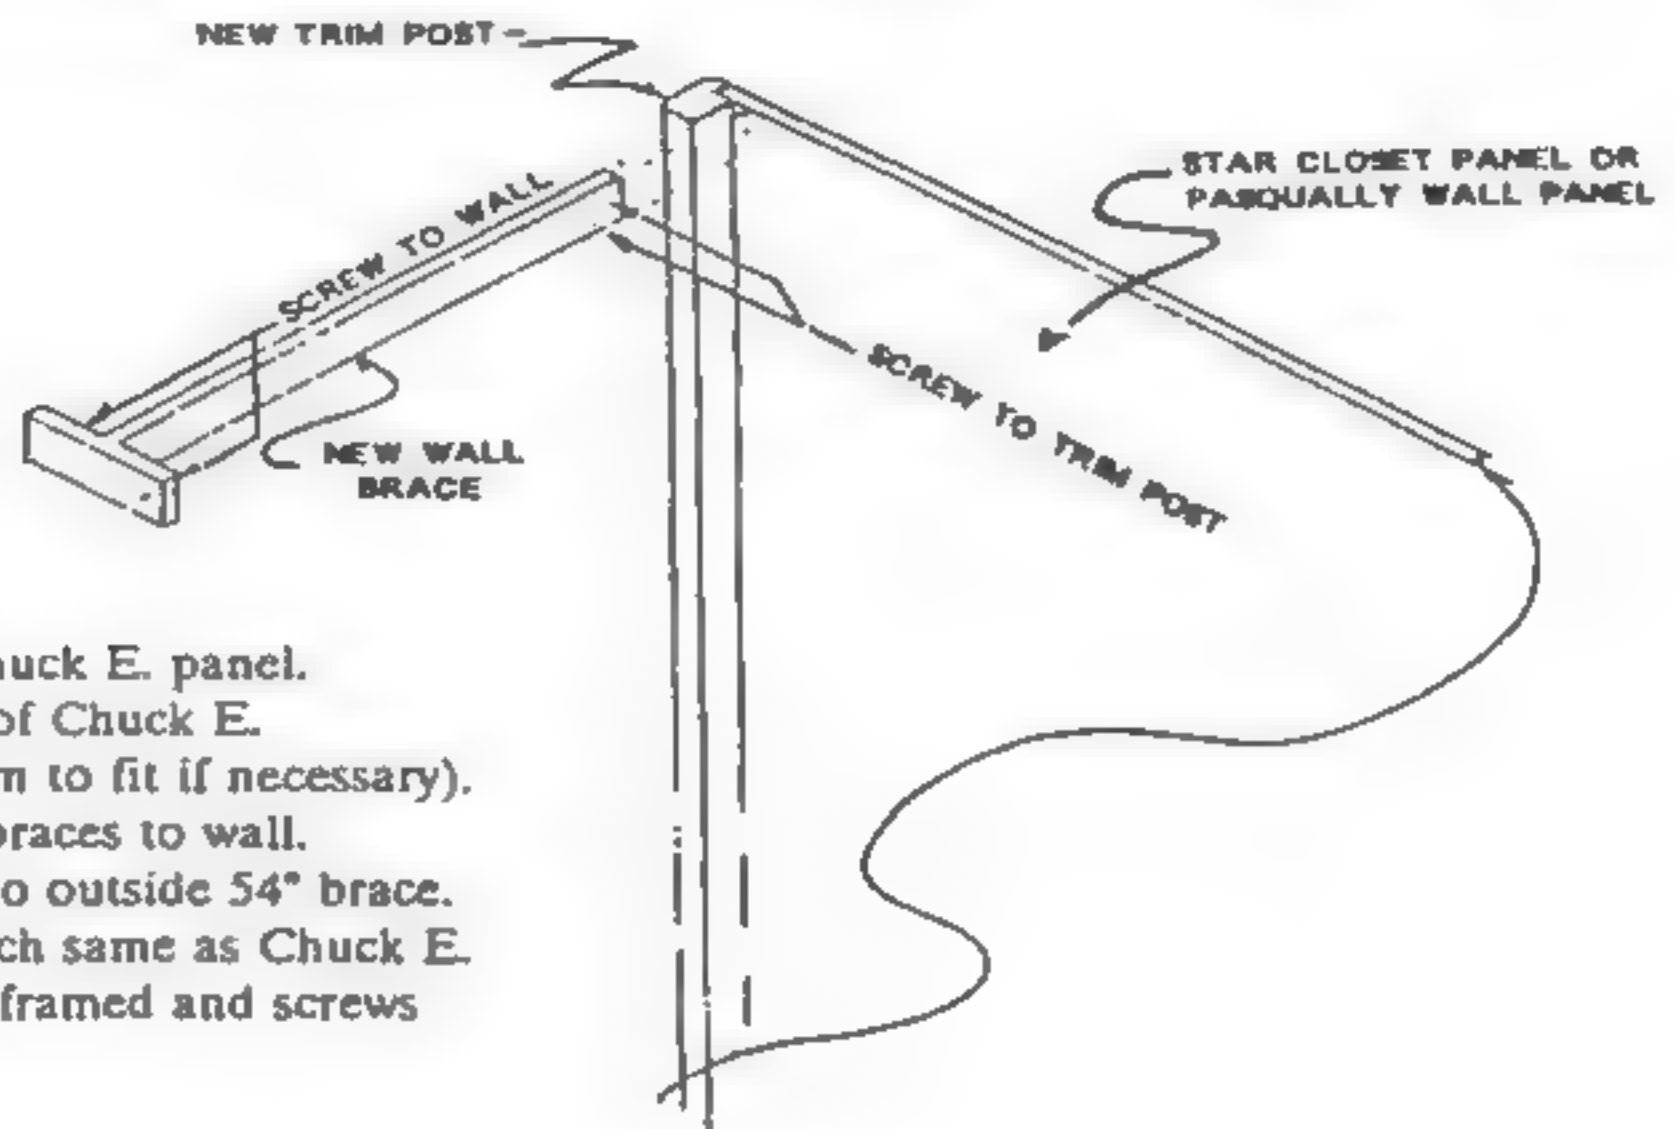 NEW TRIM POST
STAR CLOSET PANEL OR
PASQUALLY WALL PANEL
SCREW TO WALL
SCREW TO TRIM POST
NEW WALL
BRACE
huck E. panel.
of Chuck E.
m to fit if necessary).
braces to wall.
o outside 54" brace.
ch same as Chuck E.
framed and screws